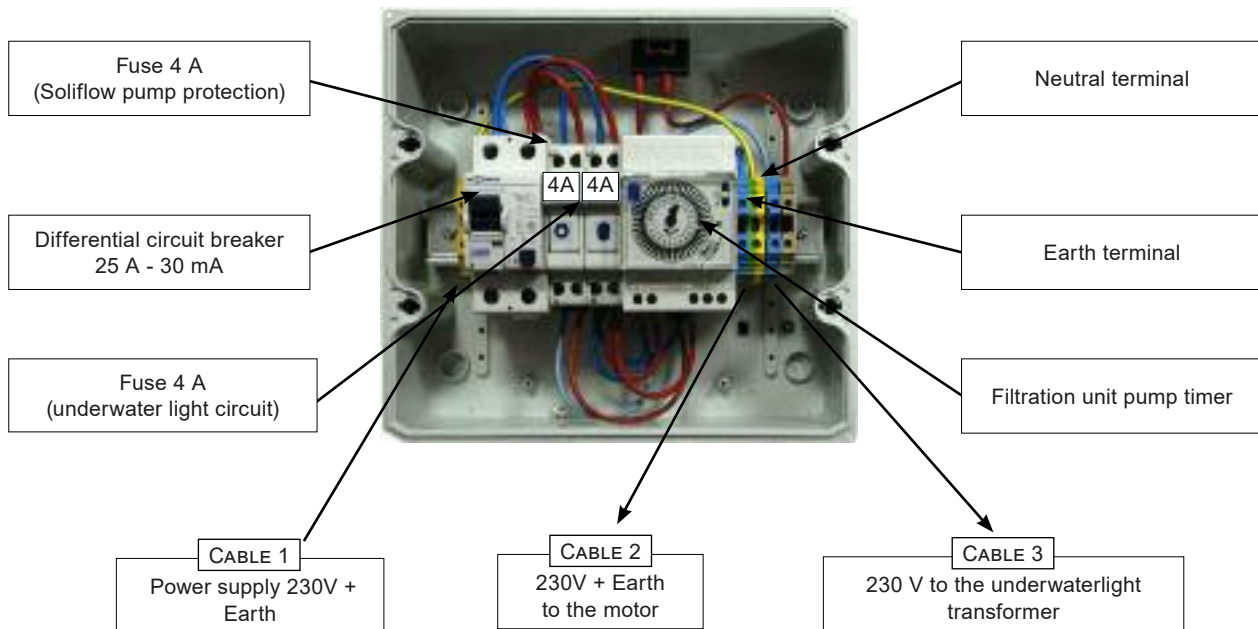 Fuse 4 A
(Soliflow pump protection)
Neutral terminal
4A 4A
Differential circuit breaker
25 A - 30 mA
Earth terminal
Fuse 4 A
(underwater light circuit)
Filtration unit pump timer
CABLE 1
Power supply 230V +
Earth
CABLE 2
230V + Earth
to the motor
CABLE 3
230 V to the underwaterlight
transformer